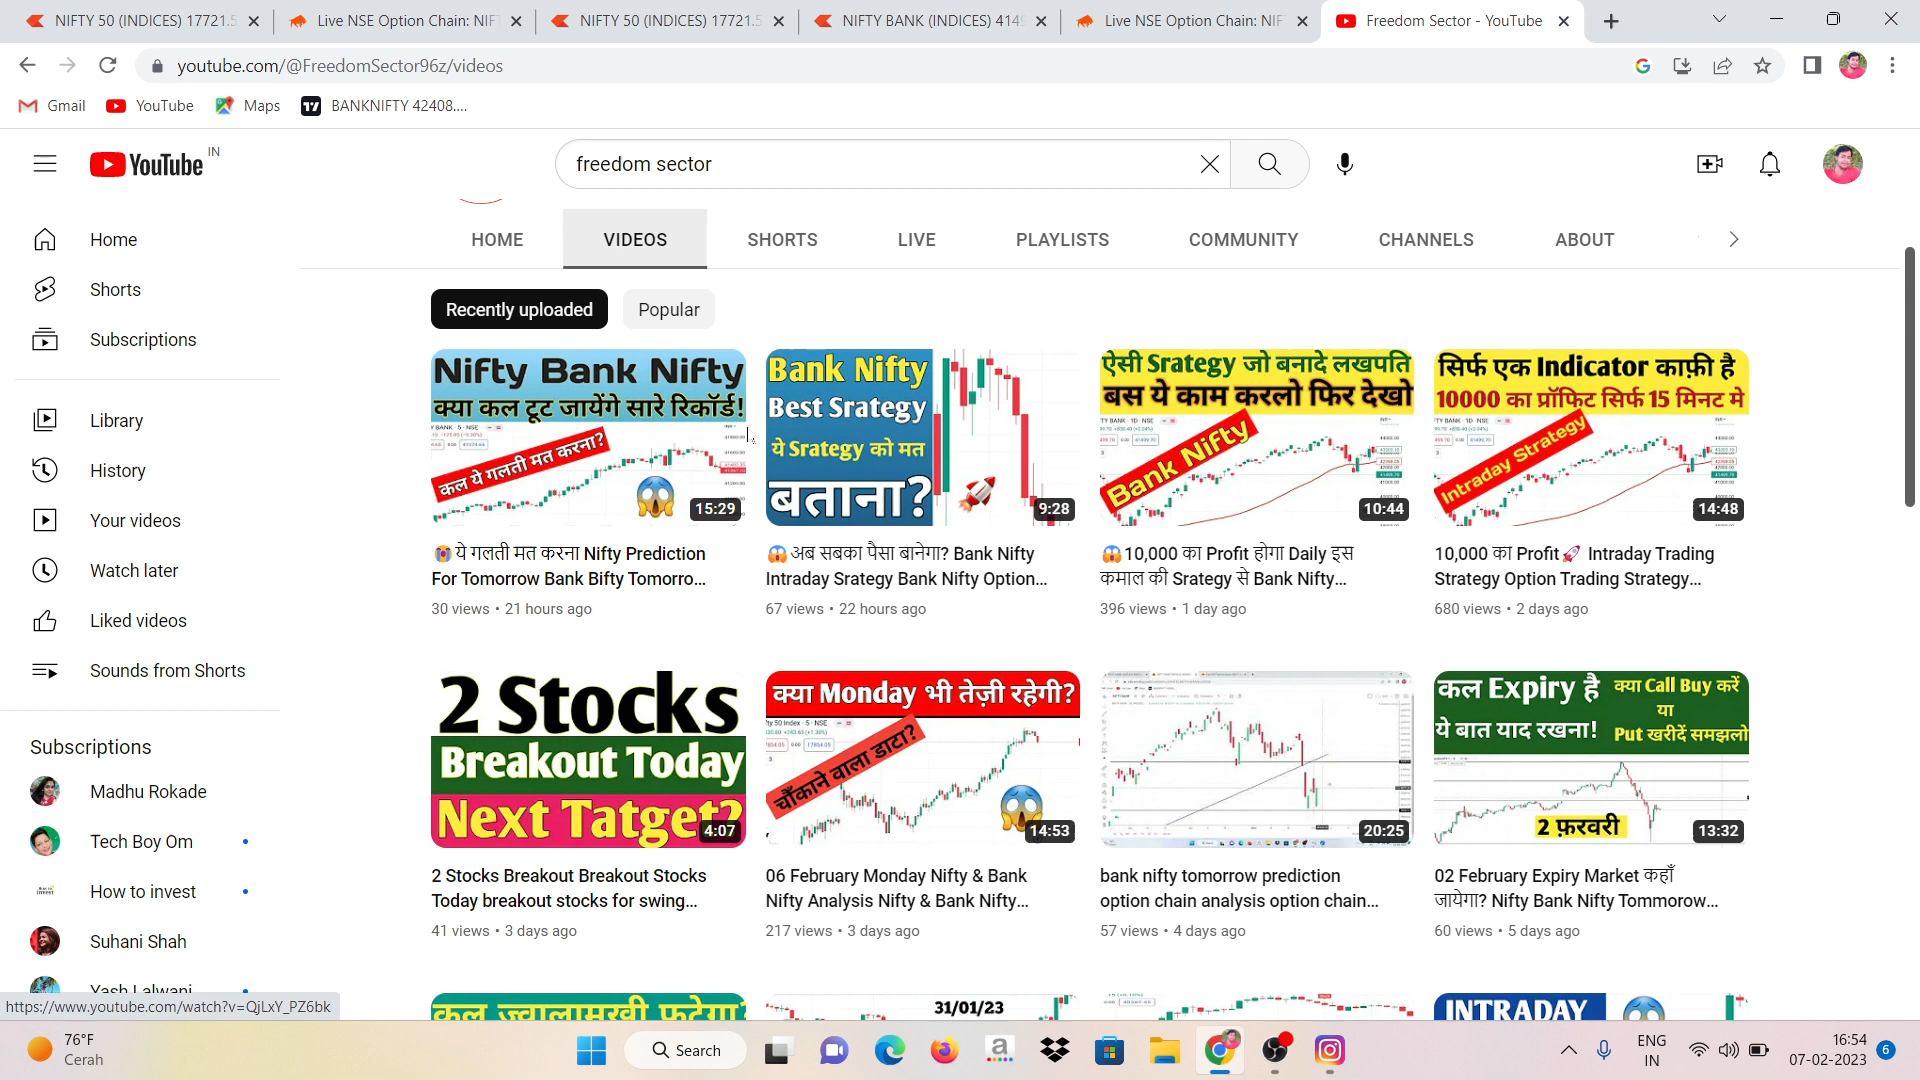 NIFTY 50 (INDICES) 17721.5
Live NSE Option Chain: NIFT
NIFTY 50 (INDICES) 17721.5
NIFTY BANK (INDICES) 4149
Live NSE Option Chain: NIF
Freedom Sector - YouTube
youtube.com/@FreedomSector96z/videos
Gmail
YouTube
Maps
BANKNIFTY 42408....
YouTube IN
freedom sector
HOME
VIDEOS
SHORTS
LIVE
PLAYLISTS
COMMUNITY
CHANNELS
ABOUT
Home
Shorts
Subscriptions
Library
History
Your videos
Watch later
Liked videos
Sounds from Shorts
Subscriptions
Madhu Rokade
Tech Boy Om
How to invest
Suhani Shah
Yash Lalwani
https://www.youtube.com/watch?v=QjLxY_PZ6bk
Recently uploaded
Popular
Nifty Bank Nifty
क्या कल टूट जायेंगे सारे रिकॉर्ड!
कल ये गलती मत करना?
15:29
😭ये गलती मत करना Nifty Prediction
For Tomorrow Bank Bifty Tomorro...
30 views • 21 hours ago
Bank Nifty
Best Srategy
ये Srategy को मत
बताना?
9:28
😱अब सबका पैसा बानेगा? Bank Nifty
Intraday Srategy Bank Nifty Option...
67 views • 22 hours ago
ऐसी Srategy जो बनादे लखपति
बस ये काम करलो फिर देखो
Bank Nifty
10:44
😱10,000 का Profit होगा Daily इस
कमाल की Srategy से Bank Nifty...
396 views • 1 day ago
सिर्फ एक Indicator काफ़ी है
10000 का प्रॉफिट सिर्फ 15 मिनट मे
Intraday Strategy
14:48
10,000 का Profit🚀 Intraday Trading
Strategy Option Trading Strategy...
680 views • 2 days ago
2 Stocks
Breakout Today
Next Tatget?
4:07
2 Stocks Breakout Breakout Stocks
Today breakout stocks for swing...
41 views • 3 days ago
क्या Monday भी तेज़ी रहेगी?
चौंकाने वाला डाटा?
14:53
06 February Monday Nifty & Bank
Nifty Analysis Nifty & Bank Nifty...
217 views • 3 days ago
20:25
bank nifty tomorrow prediction
option chain analysis option chain...
57 views • 4 days ago
कल Expiry है
ये बात याद रखना!
क्या Call Buy करें
या
Put खरीदें समझलो
2 फ़रवरी
13:32
02 February Expiry Market कहाँ
जायेगा? Nifty Bank Nifty Tommorow...
60 views • 5 days ago
कल ज्वालामुखी फटेगा
31/01/23
INTRADAY
76°F
Cerah
Search
ENG
IN
16:54
07-02-2023
6